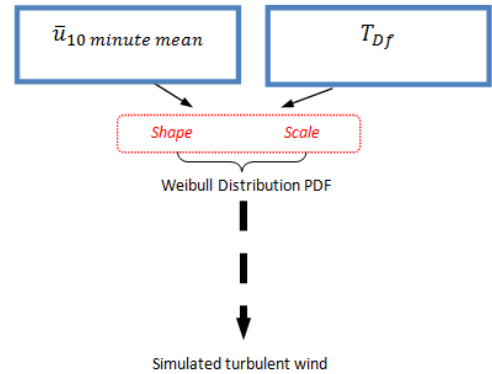 ū10 minute mean
TDf
Shape Scale
Weibull Distribution PDF
Simulated turbulent wind